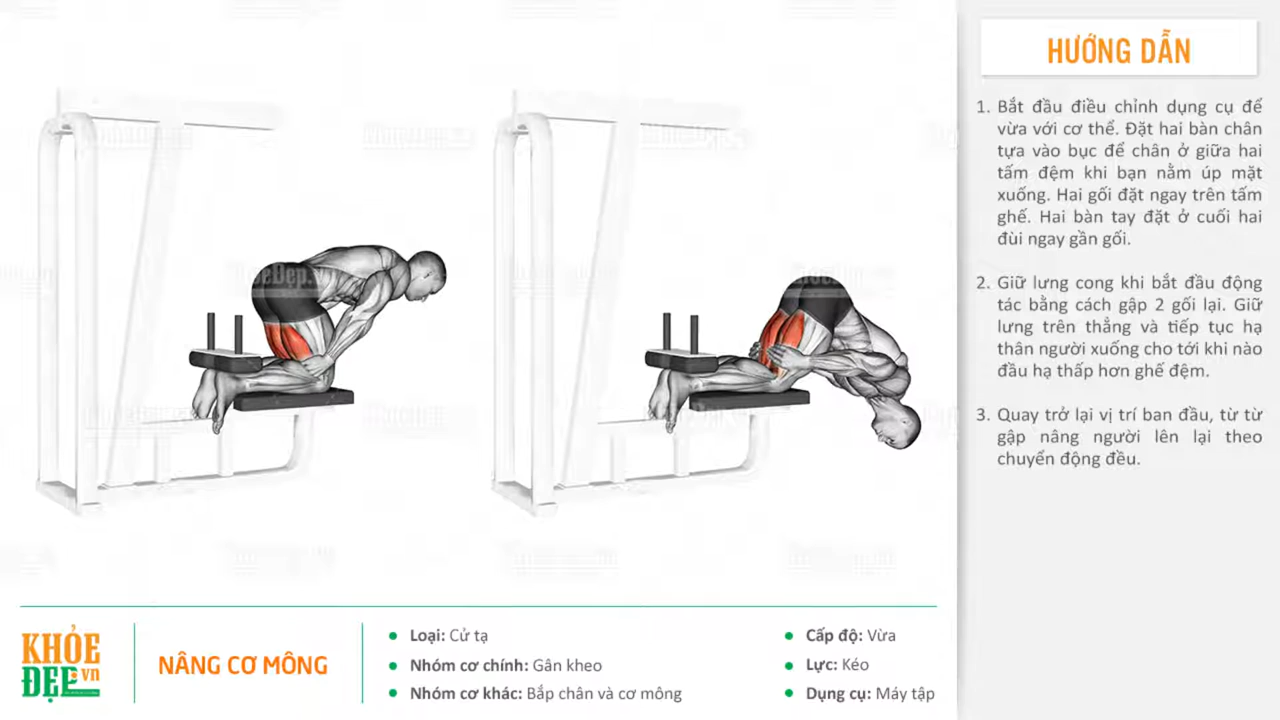 HƯỚNG DẪN
1. Bắt đầu điều chỉnh dụng cụ để
vừa với cơ thể. Đặt hai bàn chân
tựa vào bục để chân ở giữa hai
tấm đệm khi bạn nằm úp mặt
xuống. Hai gối đặt ngay trên tấm
ghế. Hai bàn tay đặt ở cuối hai
đùi ngay gần gối.
2. Giữ lưng cong khi bắt đầu động
tác bằng cách gập 2 gối lại. Giữ
lưng trên thẳng và tiếp tục hạ
thân người xuống cho tới khi nào
đầu hạ thấp hơn ghế đệm.
3. Quay trở lại vị trí ban đầu, từ từ
gập nâng người lên lại theo
chuyển động đều.
KHỎE
ĐẸP.vn
NÂNG CƠ MÔNG
Loại: Cử tạ
Nhóm cơ chính: Gân kheo
Nhóm cơ khác: Bắp chân và cơ mông
Cấp độ: Vừa
Lực: Kéo
Dụng cụ: Máy tập